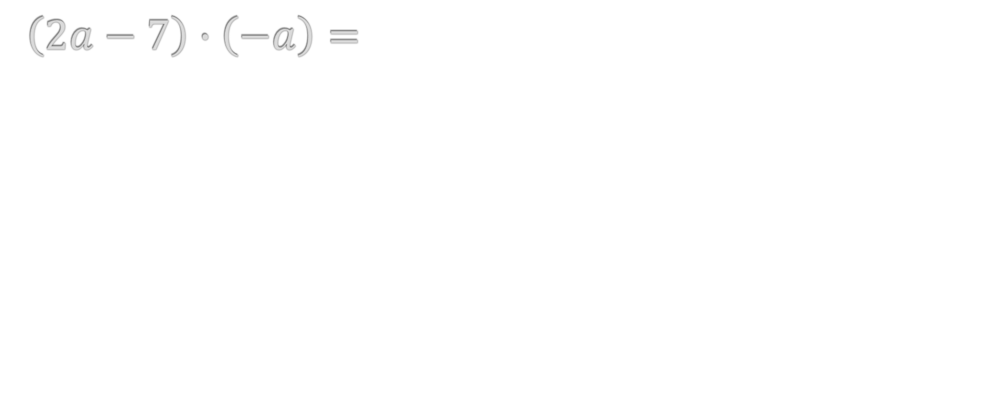 (2a − 7) · (−a) =